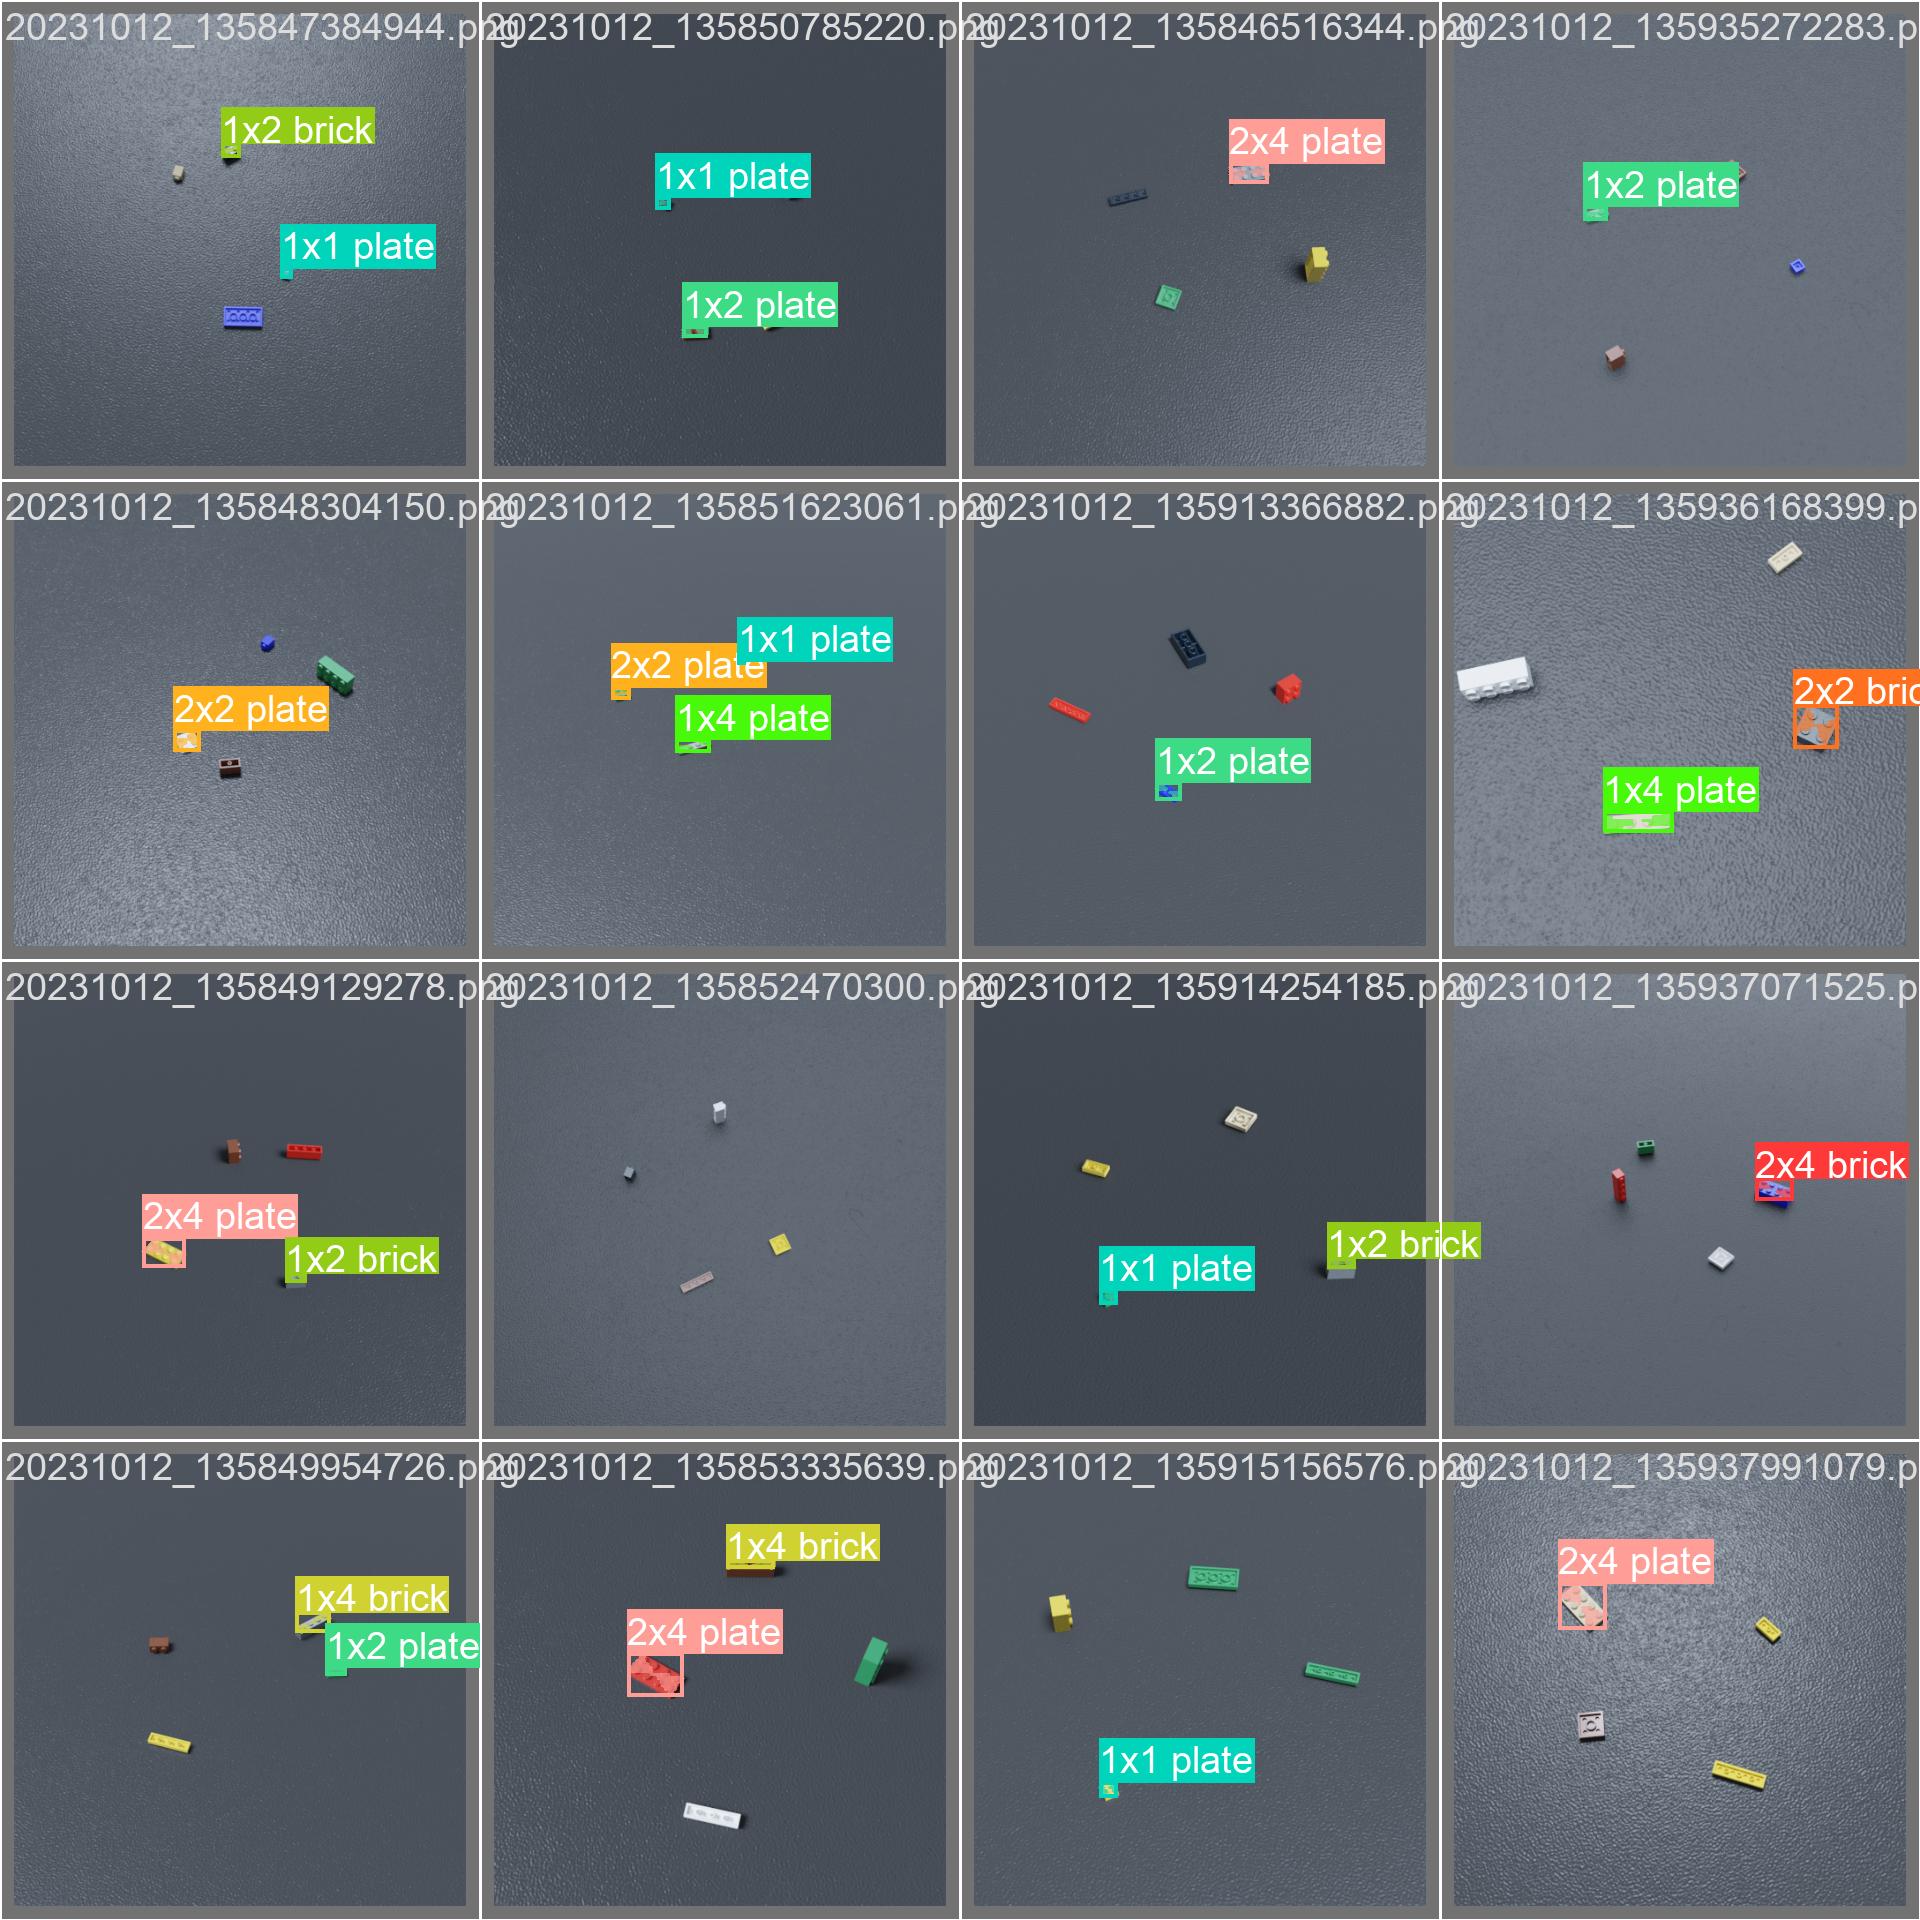 20231012_135847384944.png
20231012_135850785220.png
20231012_135846516344.png
20231012_135935272283.p
1x2 brick
1x1 plate
1x1 plate
1x2 plate
2x4 plate
1x2 plate
20231012_135848304150.png
20231012_135851623061.png
20231012_135913366882.png
20231012_135936168399.p
2x2 plate
1x1 plate
2x2 plate
1x4 plate
1x2 plate
2x2 bric
1x4 plate
20231012_135849129278.png
20231012_135852470300.png
20231012_135914254185.png
20231012_135937071525.p
2x4 plate
1x2 brick
1x2 brick
1x1 plate
2x4 brick
20231012_135849954726.png
20231012_135853335639.png
20231012_135915156576.png
20231012_135937991079.p
1x4 brick
1x2 plate
1x4 brick
2x4 plate
1x1 plate
2x4 plate